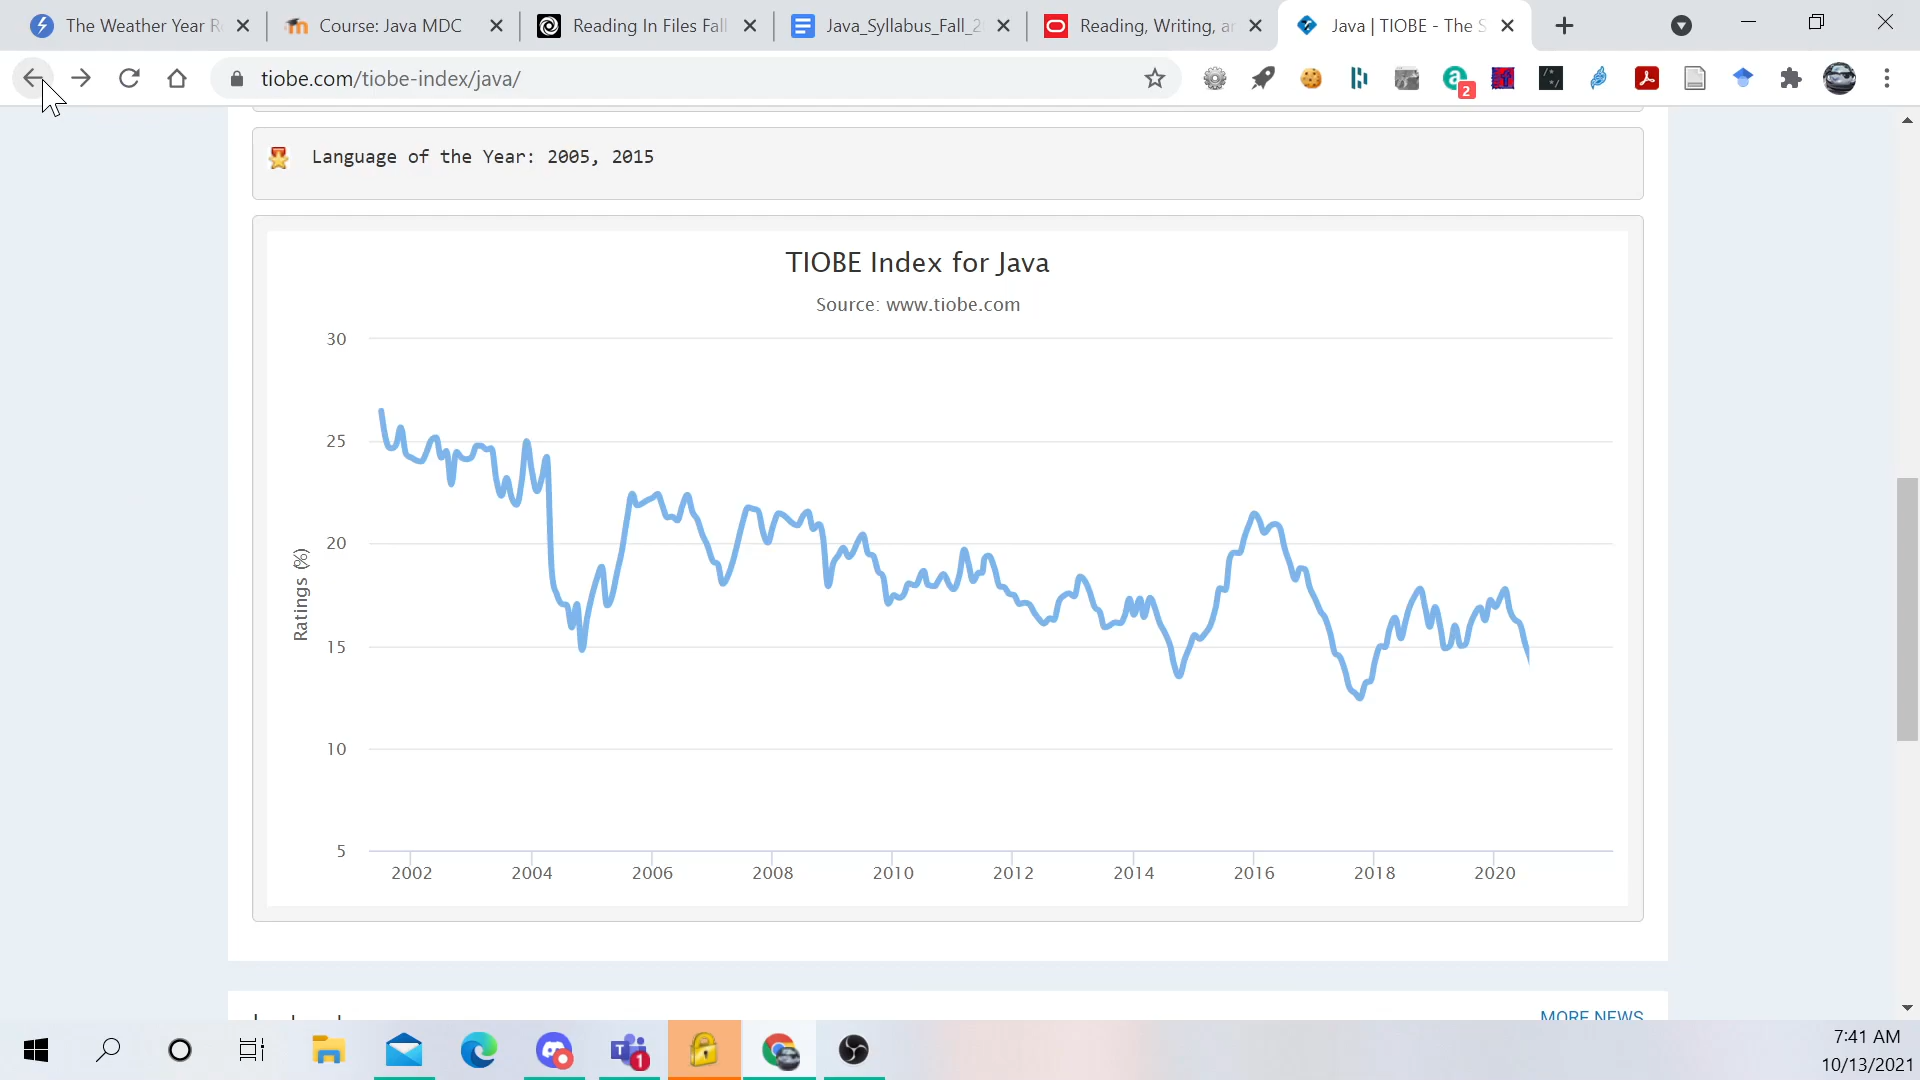 The Weather Year R
Course: Java MDC
Reading In Files Fall
Java_Syllabus_Fall_2
Reading, Writing, a
Java | TIOBE - The S
tiobe.com/tiobe-index/java/
2
Language of the Year: 2005, 2015
TIOBE Index for Java
Source: www.tiobe.com
Ratings (%)
30
25
20
15
10
5
2002 2004 2006 2008 2010 2012 2014 2016 2018 2020
MORE NEWS
1
7:41 AM
10/13/2021